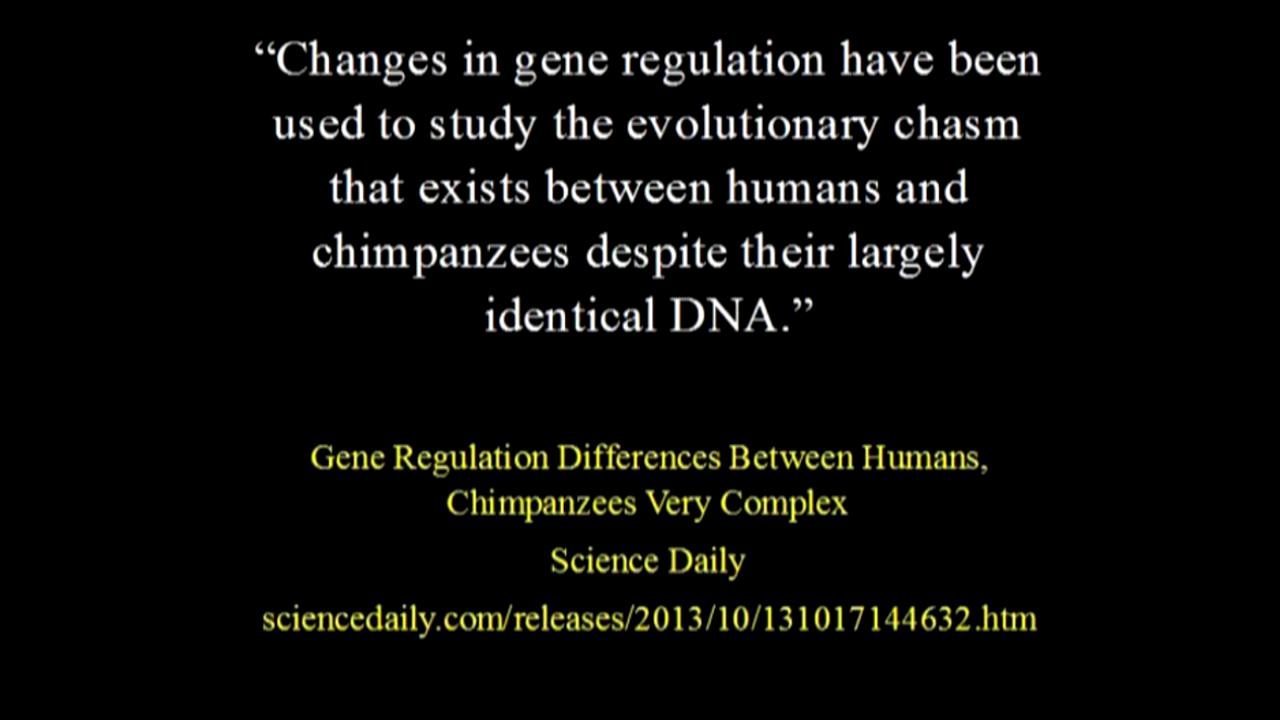 “Changes in gene regulation have been
used to study the evolutionary chasm
that exists between humans and
chimpanzees despite their largely
identical DNA.”
Gene Regulation Differences Between Humans,
Chimpanzees Very Complex
Science Daily
sciencedaily.com/releases/2013/10/131017144632.htm